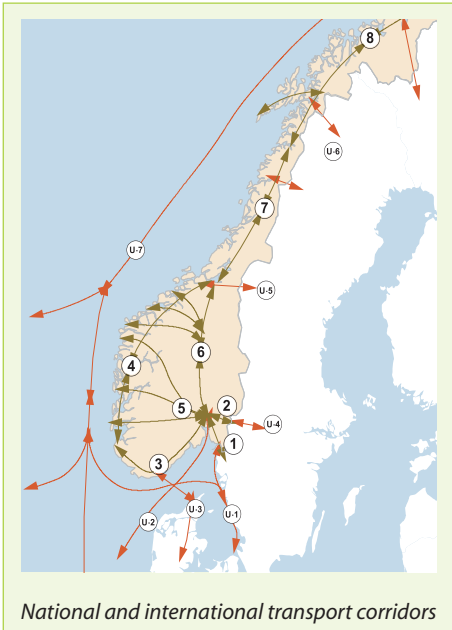 8
U-6
7
U-7
U-5
6
4
5
2
U-4
1
3
U-3
U-1
U-2
National and international transport corridors